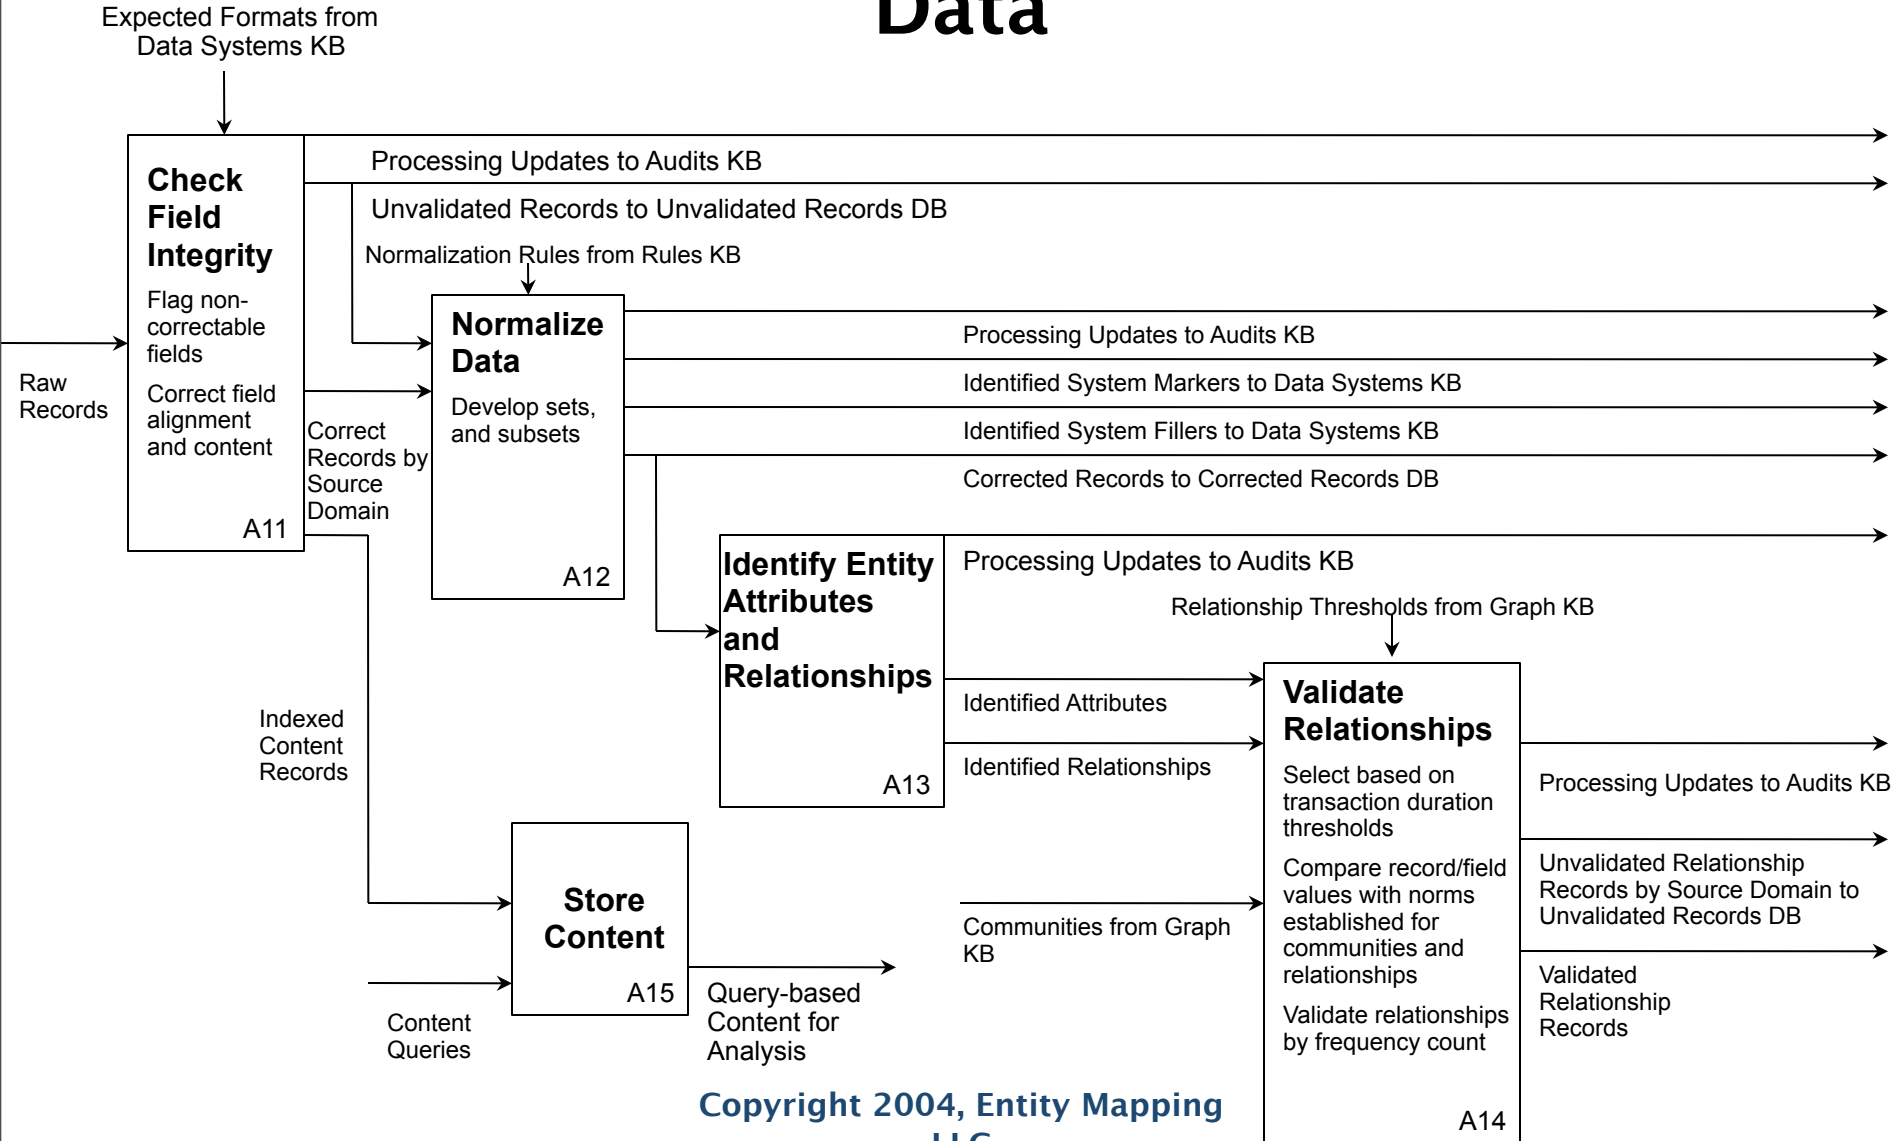 Data
Expected Formats from
Data Systems KB
Processing Updates to Audits KB
Unvalidated Records to Unvalidated Records DB
Normalization Rules from Rules KB
Check
Field
Integrity
Flag non-
correctable
fields
Correct field
alignment
and content
A11
Raw
Records
Correct
Records by
Source
Domain
Normalize
Data
Develop sets,
and subsets
A12
Processing Updates to Audits KB
Identified System Markers to Data Systems KB
Identified System Fillers to Data Systems KB
Corrected Records to Corrected Records DB
Identify Entity
Attributes
and
Relationships
A13
Processing Updates to Audits KB
Relationship Thresholds from Graph KB
Identified Attributes
Identified Relationships
Indexed
Content
Records
Store
Content
A15
Content
Queries
Query-based
Content for
Analysis
Communities from Graph
KB
Validate
Relationships
Select based on
transaction duration
thresholds
Compare record/field
values with norms
established for
communities and
relationships
Validate relationships
by frequency count
A14
Processing Updates to Audits KB
Unvalidated Relationship
Records by Source Domain to
Unvalidated Records DB
Validated
Relationship
Records
Copyright 2004, Entity Mapping
LLC